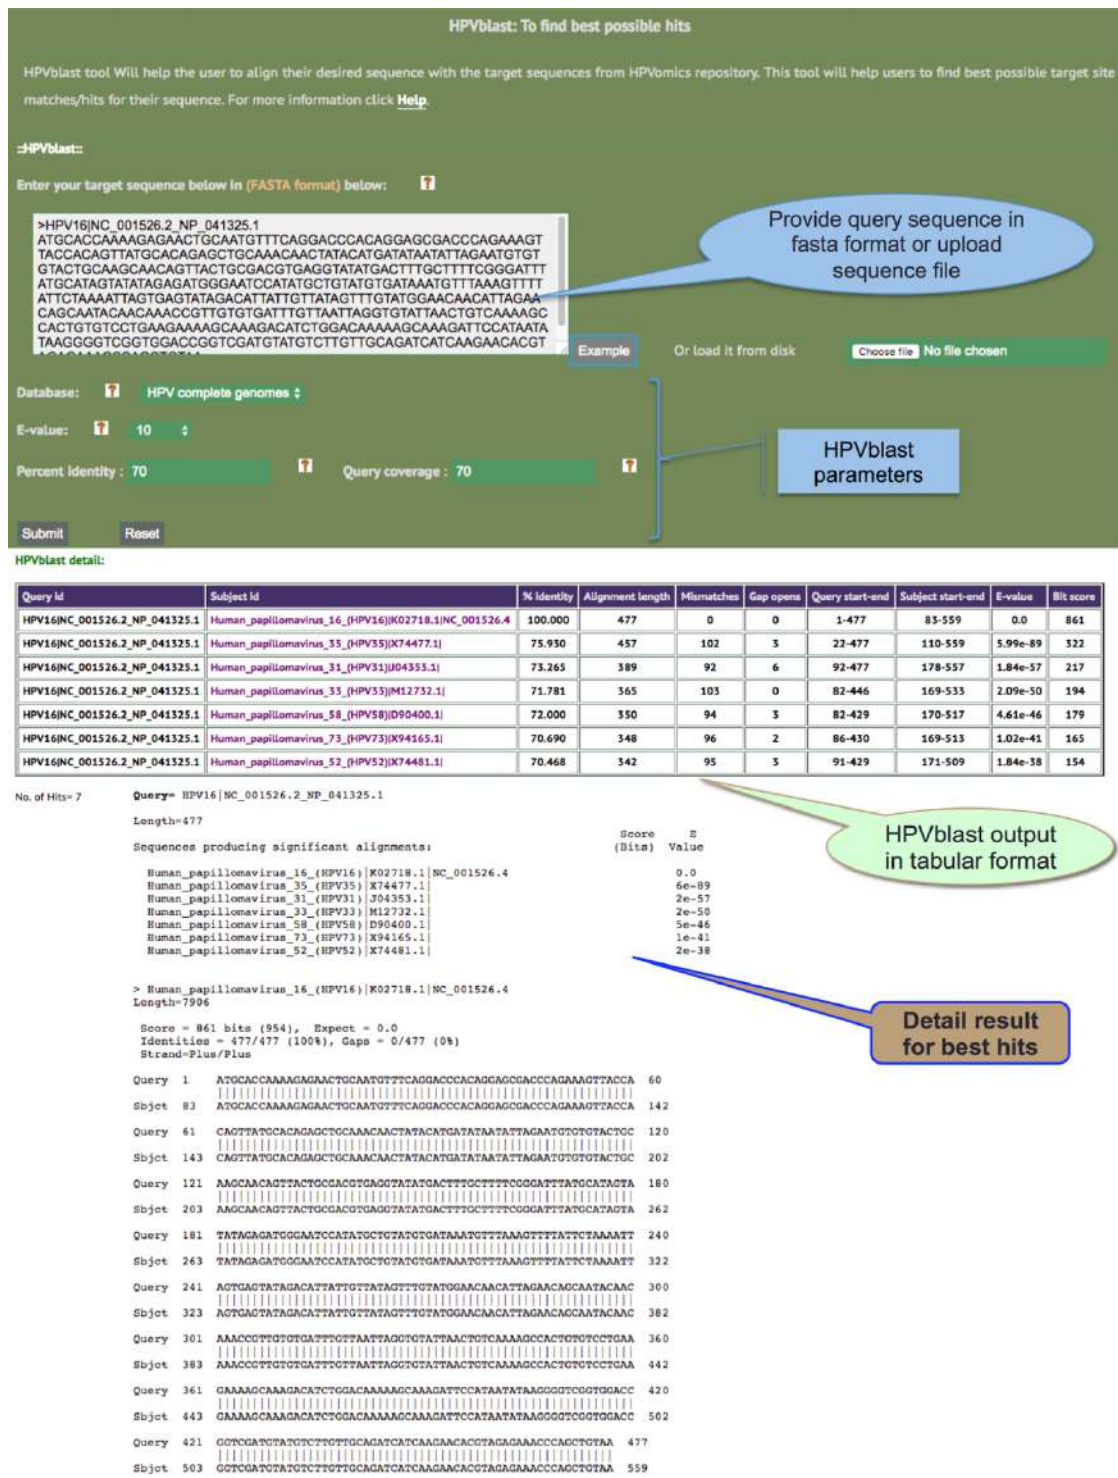 HPVblast: To find best possible hits
HPVblast tool Will help the user to align their desired sequence with the target sequences from HPVomics repository. This tool will help users to find best possible target site
matches/hits for their sequence. For more information click Help.
::HPVblast::
Enter your target sequence below in (FASTA format) below: ?
>HPV16|NC_001526.2_NP_041325.1
ATGCACCAAAAGAGAACTGCAATGTTTCAGGACCCACAGGAGCGACCCAGAAAGT
TACCACAGTTATGCACAGAGCTGCAAACAACTATACATGATATAATATTAGAATGTGT
GTACTGCAAGCAACAGTTACTGCGACGTGAGGTATATGACTTTGCTTTTCGGGATTT
ATGCATAGTATATAGAGATGGGAATCCATATGCTGTATGTGATAAATGTTTAAAGTTTT
ATTCTAAAATTAGTGAGTATAGACATTATTGTTATAGTTTGTATGGAACAACATTAGAA
CAGCAATACAACAAACCGTTGTGTGATTTGTTAATTAGGTGTATTAACTGTCAAAAGC
CACTGTGTCCTGAAGAAAAGCAAAGACATCTGGACAAAAAGCAAAGATTCCATAATA
TAAGGGGTCGGTGGACCGGTCGATGTATGTCTTGTTGCAGATCATCAAGAACACGT
Provide query sequence in
fasta format or upload
sequence file
Example Or load it from disk Choose file No file chosen
Database: ? HPV complete genomes
E-value: ? 10
Percent Identity : 70 ? Query coverage : 70 ?
HPVblast
parameters
Submit Reset
HPVblast detail:
Query id Subject id % Identity Alignment length Mismatches Gap opens Query start-end Subject start-end E-value Bit score
HPV16|NC_001526.2_NP_041325.1 Human_papillomavirus_16_(HPV16)|K02718.1|NC_001526.4 100.000 477 0 0 1-477 83-559 0.0 861
HPV16|NC_001526.2_NP_041325.1 Human_papillomavirus_35_(HPV35)|X74477.1| 75.930 457 102 3 22-477 110-559 5.99e-89 322
HPV16|NC_001526.2_NP_041325.1 Human_papillomavirus_31_(HPV31)|J04353.1| 73.265 389 92 6 92-477 178-557 1.84e-57 217
HPV16|NC_001526.2_NP_041325.1 Human_papillomavirus_33_(HPV33)|M12732.1| 71.781 365 103 0 82-446 169-533 2.09e-50 194
HPV16|NC_001526.2_NP_041325.1 Human_papillomavirus_58_(HPV58)|D90400.1| 72.000 350 94 3 82-429 170-517 4.61e-46 179
HPV16|NC_001526.2_NP_041325.1 Human_papillomavirus_73_(HPV73)|X94165.1| 70.690 348 96 2 86-430 169-513 1.02e-41 165
HPV16|NC_001526.2_NP_041325.1 Human_papillomavirus_52_(HPV52)|X74481.1| 70.468 342 95 3 91-429 171-509 1.84e-38 154
No. of Hits= 7
HPVblast output
in tabular format
Query= HPV16|NC_001526.2_NP_041325.1
Length=477
Score E
Sequences producing significant alignments: (Bits) Value
Human_papillomavirus_16_(HPV16)|K02718.1|NC_001526.4 0.0
Human_papillomavirus_35_(HPV35)|X74477.1| 6e-89
Human_papillomavirus_31_(HPV31)|J04353.1| 2e-57
Human_papillomavirus_33_(HPV33)|M12732.1| 2e-50
Human_papillomavirus_58_(HPV58)|D90400.1| 5e-46
Human_papillomavirus_73_(HPV73)|X94165.1| 1e-41
Human_papillomavirus_52_(HPV52)|X74481.1| 2e-38
Detail result
for best hits
> Human_papillomavirus_16_(HPV16)|K02718.1|NC_001526.4
Length=7906
Score = 861 bits (954), Expect = 0.0
Identities = 477/477 (100%), Gaps = 0/477 (0%)
Strand=Plus/Plus
Query 1 ATGCACCAAAAGAGAACTGCAATGTTTCAGGACCCACAGGAGCGACCCAGAAAGTTACCA 60
Sbjct 83 ATGCACCAAAAGAGAACTGCAATGTTTCAGGACCCACAGGAGCGACCCAGAAAGTTACCA 142
Query 61 CAGTTATGCACAGAGCTGCAAACAACTATACATGATATAATATTAGAATGTGTGTACTGC 120
Sbjct 143 CAGTTATGCACAGAGCTGCAAACAACTATACATGATATAATATTAGAATGTGTGTACTGC 202
Query 121 AAGCAACAGTTACTGCGACGTGAGGTATATGACTTTGCTTTTCGGGATTTATGCATAGTA 180
Sbjct 203 AAGCAACAGTTACTGCGACGTGAGGTATATGACTTTGCTTTTCGGGATTTATGCATAGTA 262
Query 181 TATAGAGATGGGAATCCATATGCTGTATGTGATAAATGTTTAAAGTTTTATTCTAAAATT 240
Sbjct 263 TATAGAGATGGGAATCCATATGCTGTATGTGATAAATGTTTAAAGTTTTATTCTAAAATT 322
Query 241 AGTGAGTATAGACATTATTGTTATAGTTTGTATGGAACAACATTAGAACAGCAATACAAC 300
Sbjct 323 AGTGAGTATAGACATTATTGTTATAGTTTGTATGGAACAACATTAGAACAGCAATACAAC 382
Query 301 AAACCGTTGTGTGATTTGTTAATTAGGTGTATTAACTGTCAAAAGCCACTGTGTCCTGAA 360
Sbjct 383 AAACCGTTGTGTGATTTGTTAATTAGGTGTATTAACTGTCAAAAGCCACTGTGTCCTGAA 442
Query 361 GAAAAGCAAAGACATCTGGACAAAAAGCAAAGATTCCATAATATAAGGGGTCGGTGGACC 420
Sbjct 443 GAAAAGCAAAGACATCTGGACAAAAAGCAAAGATTCCATAATATAAGGGGTCGGTGGACC 502
Query 421 GGTCGATGTATGTCTTGTTGCAGATCATCAAGAACACGTAGAGAAACCCAGCTGTAA 477
Sbjct 503 GGTCGATGTATGTCTTGTTGCAGATCATCAAGAACACGTAGAGAAACCCAGCTGTAA 559